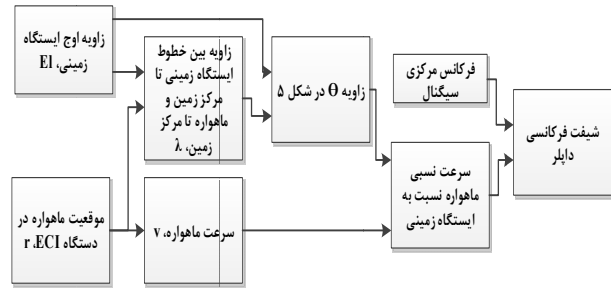 زاویه اوج ایستگاه
زمینی، El
زاویه بین خطوط
ایستگاه زمینی تا
مرکز زمین و
ماهواره تا مرکز
زمین، λ
زاویه Θ در شکل ۵
فرکانس مرکزی
سیگنال
شیفت فرکانسی
داپلر
موقعیت ماهواره در
دستگاه ECI، r
سرعت ماهواره، v
سرعت نسبی
ماهواره نسبت به
ایستگاه زمینی